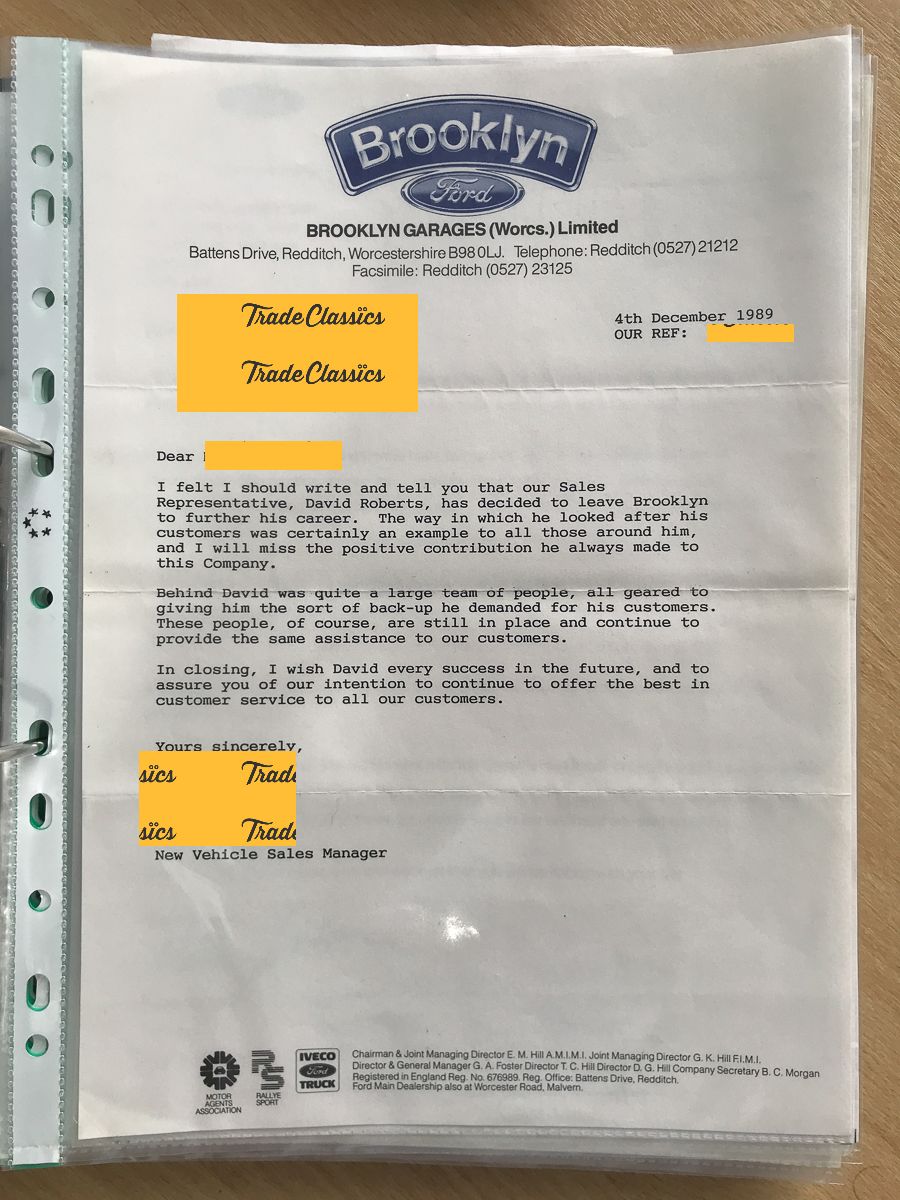 Brooklyn
Ford
BROOKLYN GARAGES (Worcs.) Limited
Battens Drive, Redditch, Worcestershire B98 0LJ. Telephone: Redditch (0527) 21212
Facsimile: Redditch (0527) 23125
Trade Classics
Trade Classics
4th December 1989
OUR REF:
Dear
I felt I should write and tell you that our Sales
Representative, David Roberts, has decided to leave Brooklyn
to further his career. The way in which he looked after his
customers was certainly an example to all those around him,
and I will miss the positive contribution he always made to
this Company.
Behind David was quite a large team of people, all geared to
giving him the sort of back-up he demanded for his customers.
These people, of course, are still in place and continue to
provide the same assistance to our customers.
In closing, I wish David every success in the future, and to
assure you of our intention to continue to offer the best in
customer service to all our customers.
Yours sincerely,
sics Trade
sics Trade
New Vehicle Sales Manager
MOTOR
AGENTS
ASSOCIATION
RS
RALLYE
SPORT
IVECO
Ford
TRUCK
Chairman & Joint Managing Director E. M. Hill A.M.I.M.I. Joint Managing Director G. K. Hill F.I.M.I,
Director & General Manager G. A. Foster Director T. C. Hill Director D. G. Hill Company Secretary B. C. Morgan
Registered in England Reg. No. 676989. Reg. Office: Battens Drive, Redditch.
Ford Main Dealership also at Worcester Road, Malvern.